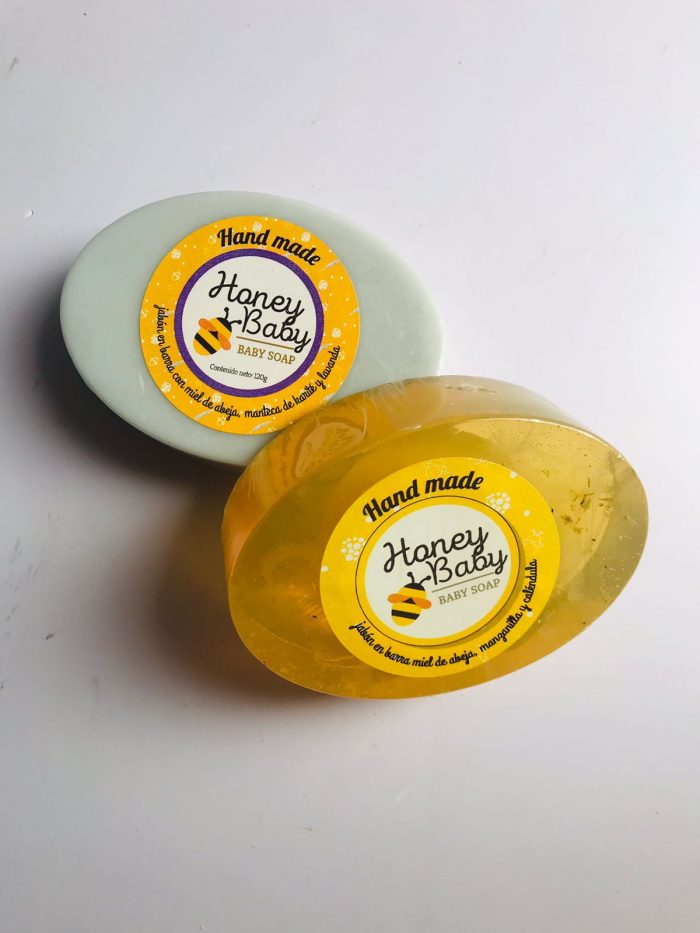 Hand made
Honey
Baby
BABY SOAP
Contenido neto: 120g
jabón en barra con miel de abeja, manteca de karité y lavanda
Hand made
Honey
Baby
BABY SOAP
jabón en barra miel de abeja, manzanilla y caléndula